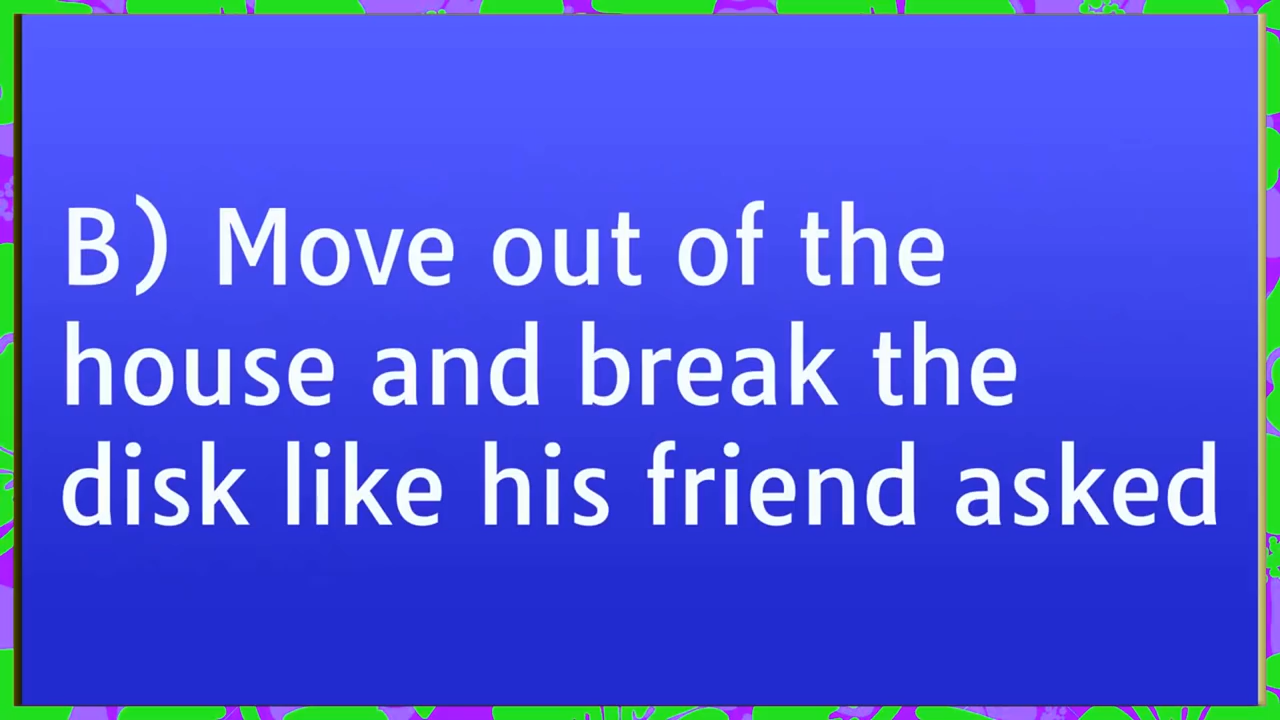 B) Move out of the
house and break the
disk like his friend asked